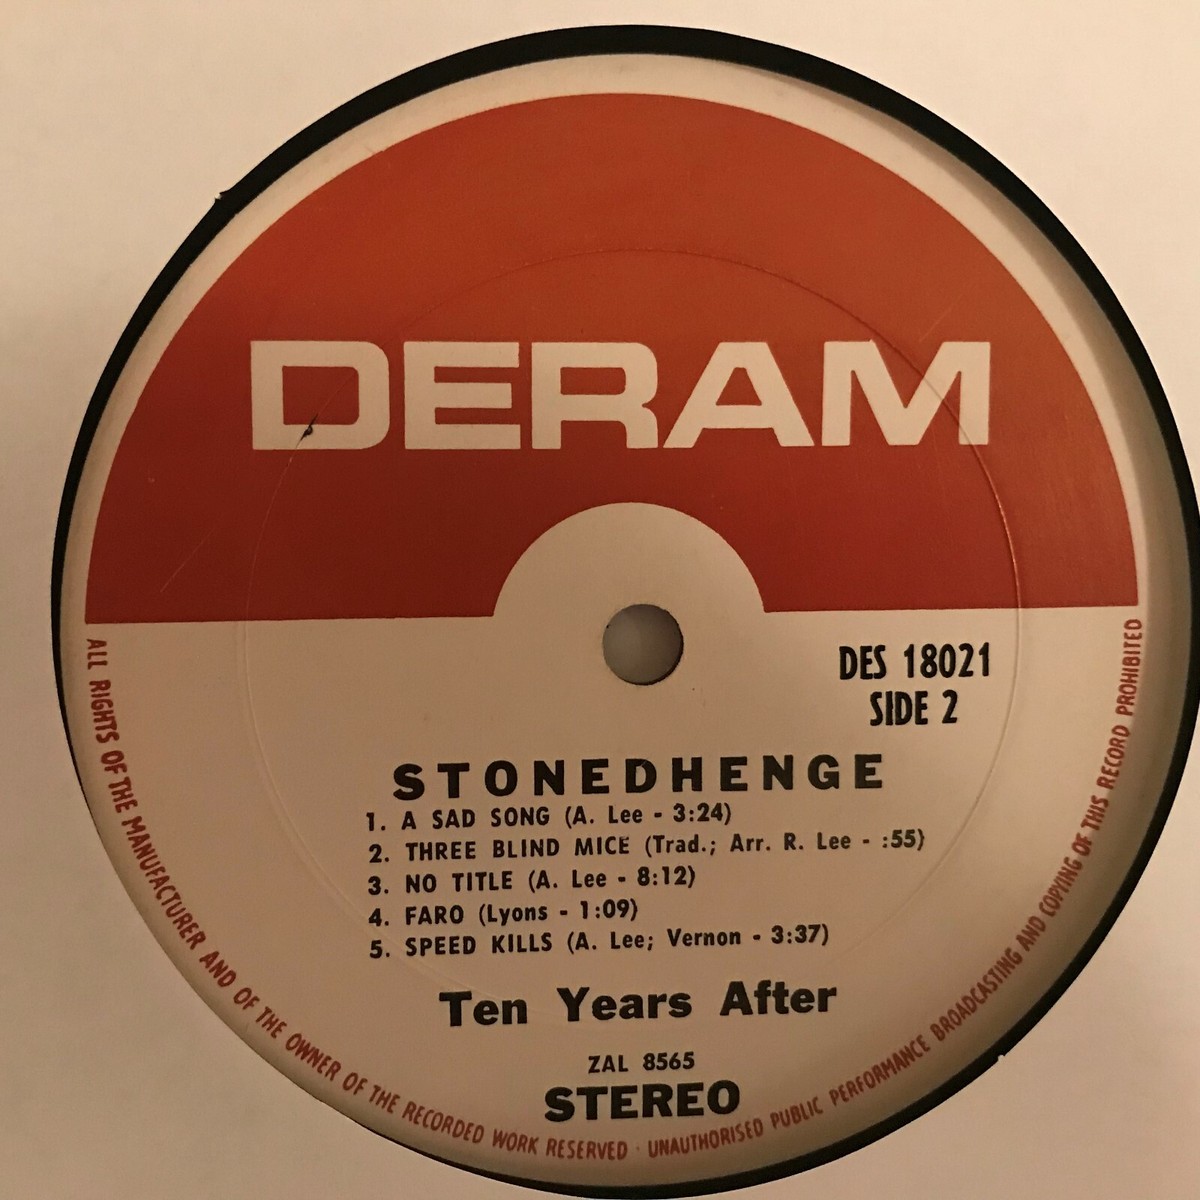 DERAM
DES 18021
SIDE 2
STONEDHENGE
1. A SAD SONG (A. Lee - 3:24)
2. THREE BLIND MICE (Trad.; Arr. R. Lee - :55)
3. NO TITLE (A. Lee - 8:12)
4. FARO (Lyons - 1:09)
5. SPEED KILLS (A. Lee; Vernon - 3:37)
Ten Years After
ZAL 8565
STEREO
ALL RIGHTS OF THE MANUFACTURER AND OF THE OWNER OF THE RECORDED WORK RESERVED · UNAUTHORISED PUBLIC PERFORMANCE BROADCASTING AND COPYING OF THIS RECORD PROHIBITED